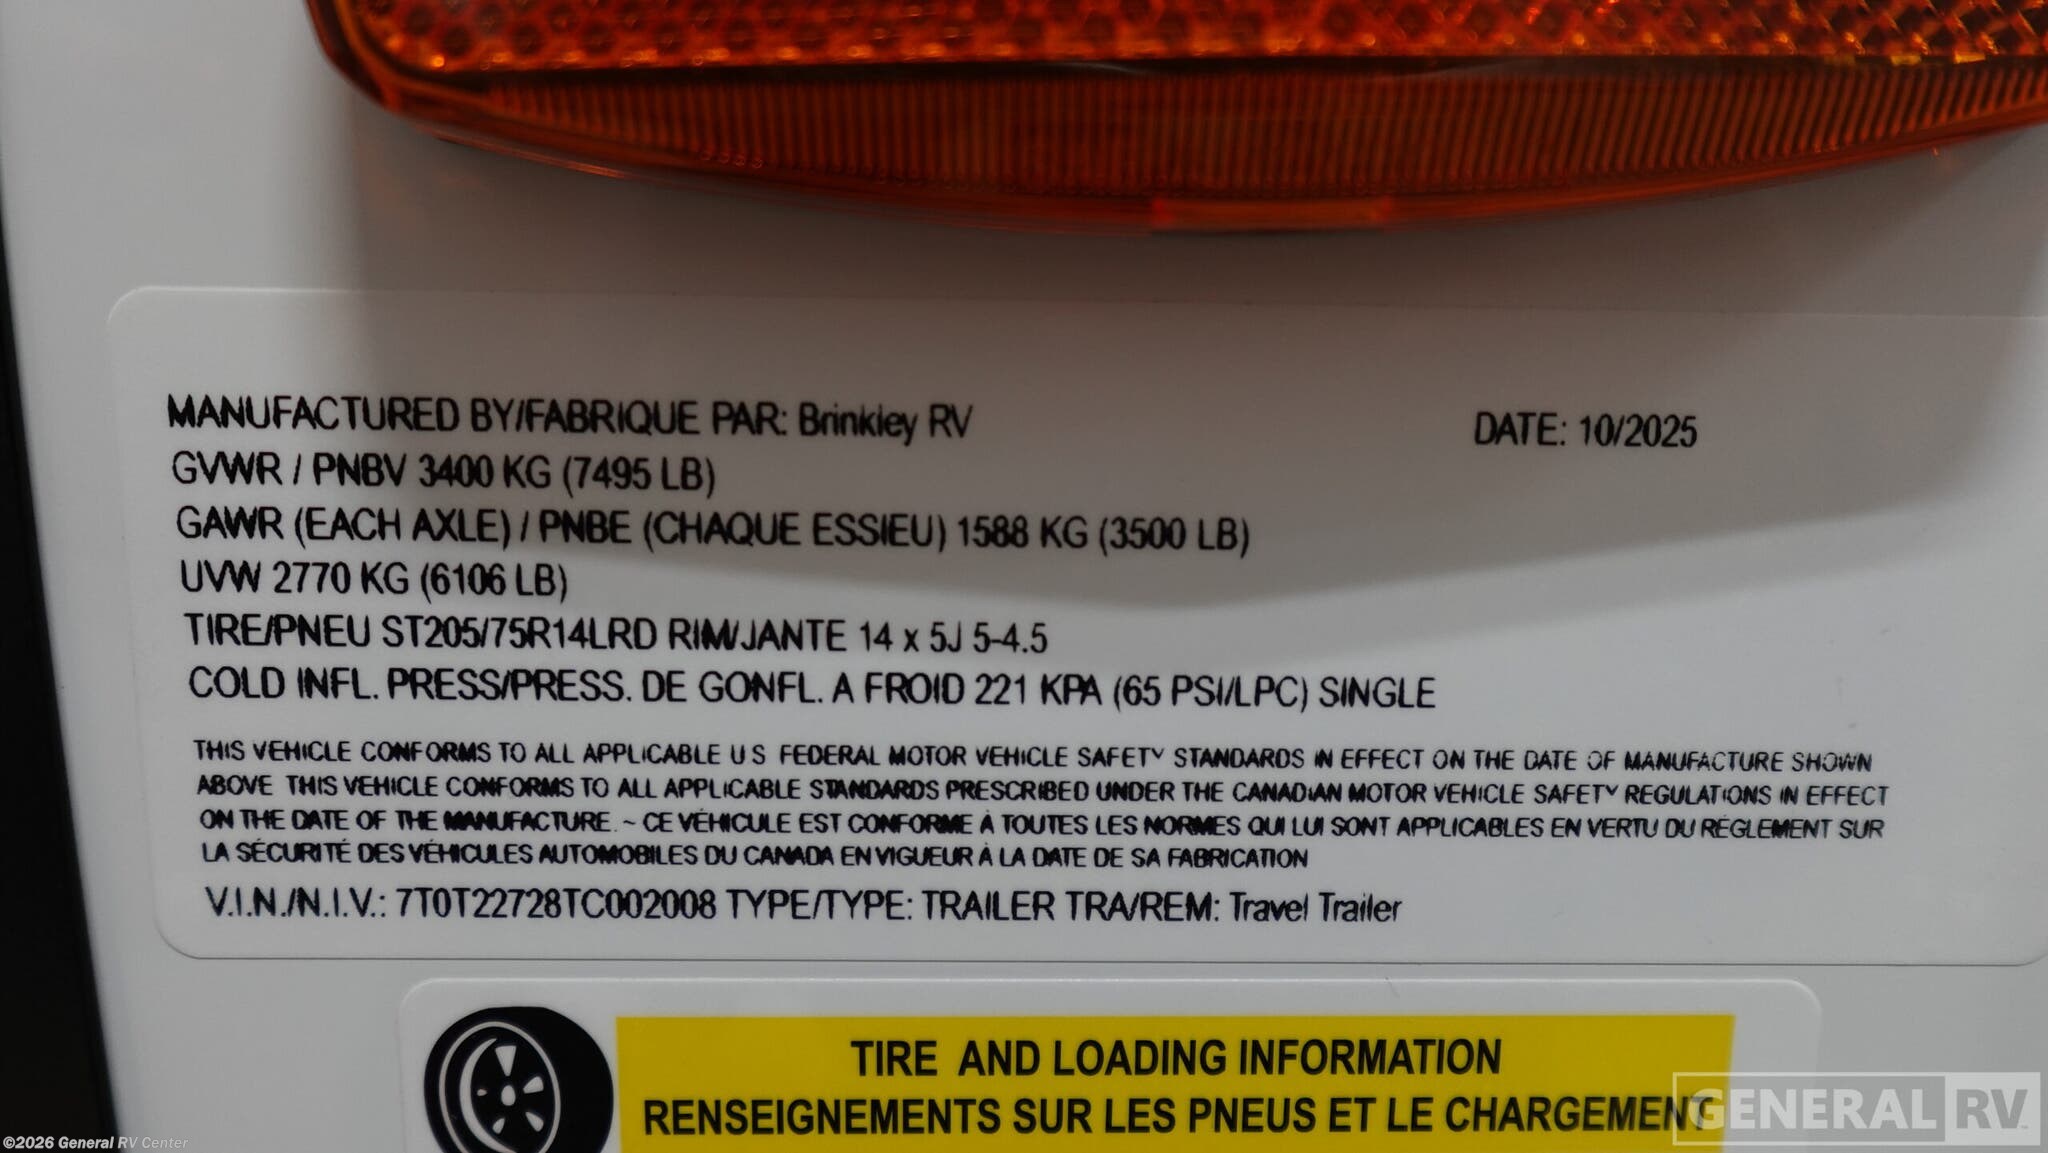 MANUFACTURED BY/FABRIQUE PAR: Brinkley RV DATE: 10/2025
GVWR / PNBV 3400 KG (7495 LB)
GAWR (EACH AXLE) / PNBE (CHAQUE ESSIEU) 1588 KG (3500 LB)
UVW 2770 KG (6106 LB)
TIRE/PNEU ST205/75R14LRD RIM/JANTE 14 x 5J 5-4.5
COLD INFL. PRESS/PRESS. DE GONFL. A FROID 221 KPA (65 PSI/LPC) SINGLE
THIS VEHICLE CONFORMS TO ALL APPLICABLE U S FEDERAL MOTOR VEHICLE SAFETY STANDARDS IN EFFECT ON THE DATE OF MANUFACTURE SHOWN
ABOVE THIS VEHICLE CONFORMS TO ALL APPLICABLE STANDARDS PRESCRIBED UNDER THE CANADIAN MOTOR VEHICLE SAFETY REGULATIONS IN EFFECT
ON THE DATE OF THE MANUFACTURE. ~ CE VÉHICULE EST CONFORME À TOUTES LES NORMES QUI LUI SONT APPLICABLES EN VERTU DU RÉGLEMENT SUR
LA SÉCURITÉ DES VÉHICULES AUTOMOBILES DU CANADA EN VIGUEUR À LA DATE DE SA FABRICATION
V.I.N./N.I.V.: 7T0T22728TC002008 TYPE/TYPE: TRAILER TRA/REM: Travel Trailer
TIRE AND LOADING INFORMATION
RENSEIGNEMENTS SUR LES PNEUS ET LE CHARGEMENT
GENERAL RV
©2026 General RV Center